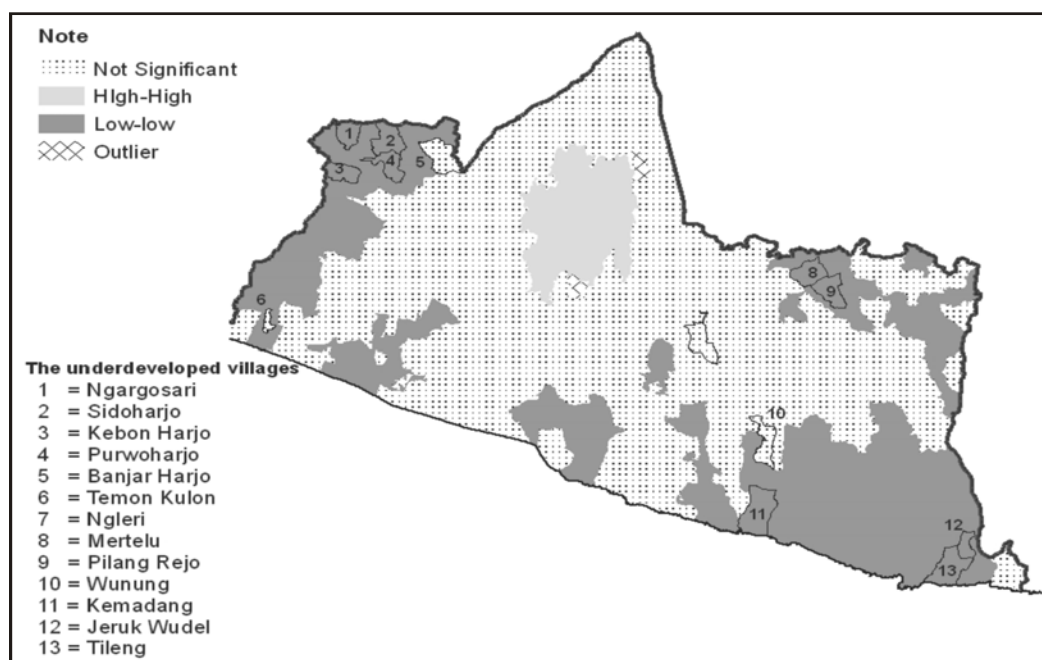 Note
Not Significant
HIgh-High
Low-low
Outlier
1
2
3
4
5
6
7
8
9
10
11
12
13
The underdeveloped villages
1 = Ngargosari
2 = Sidoharjo
3 = Kebon Harjo
4 = Purwoharjo
5 = Banjar Harjo
6 = Temon Kulon
7 = Ngleri
8 = Mertelu
9 = Pilang Rejo
10 = Wunung
11 = Kemadang
12 = Jeruk Wudel
13 = Tileng